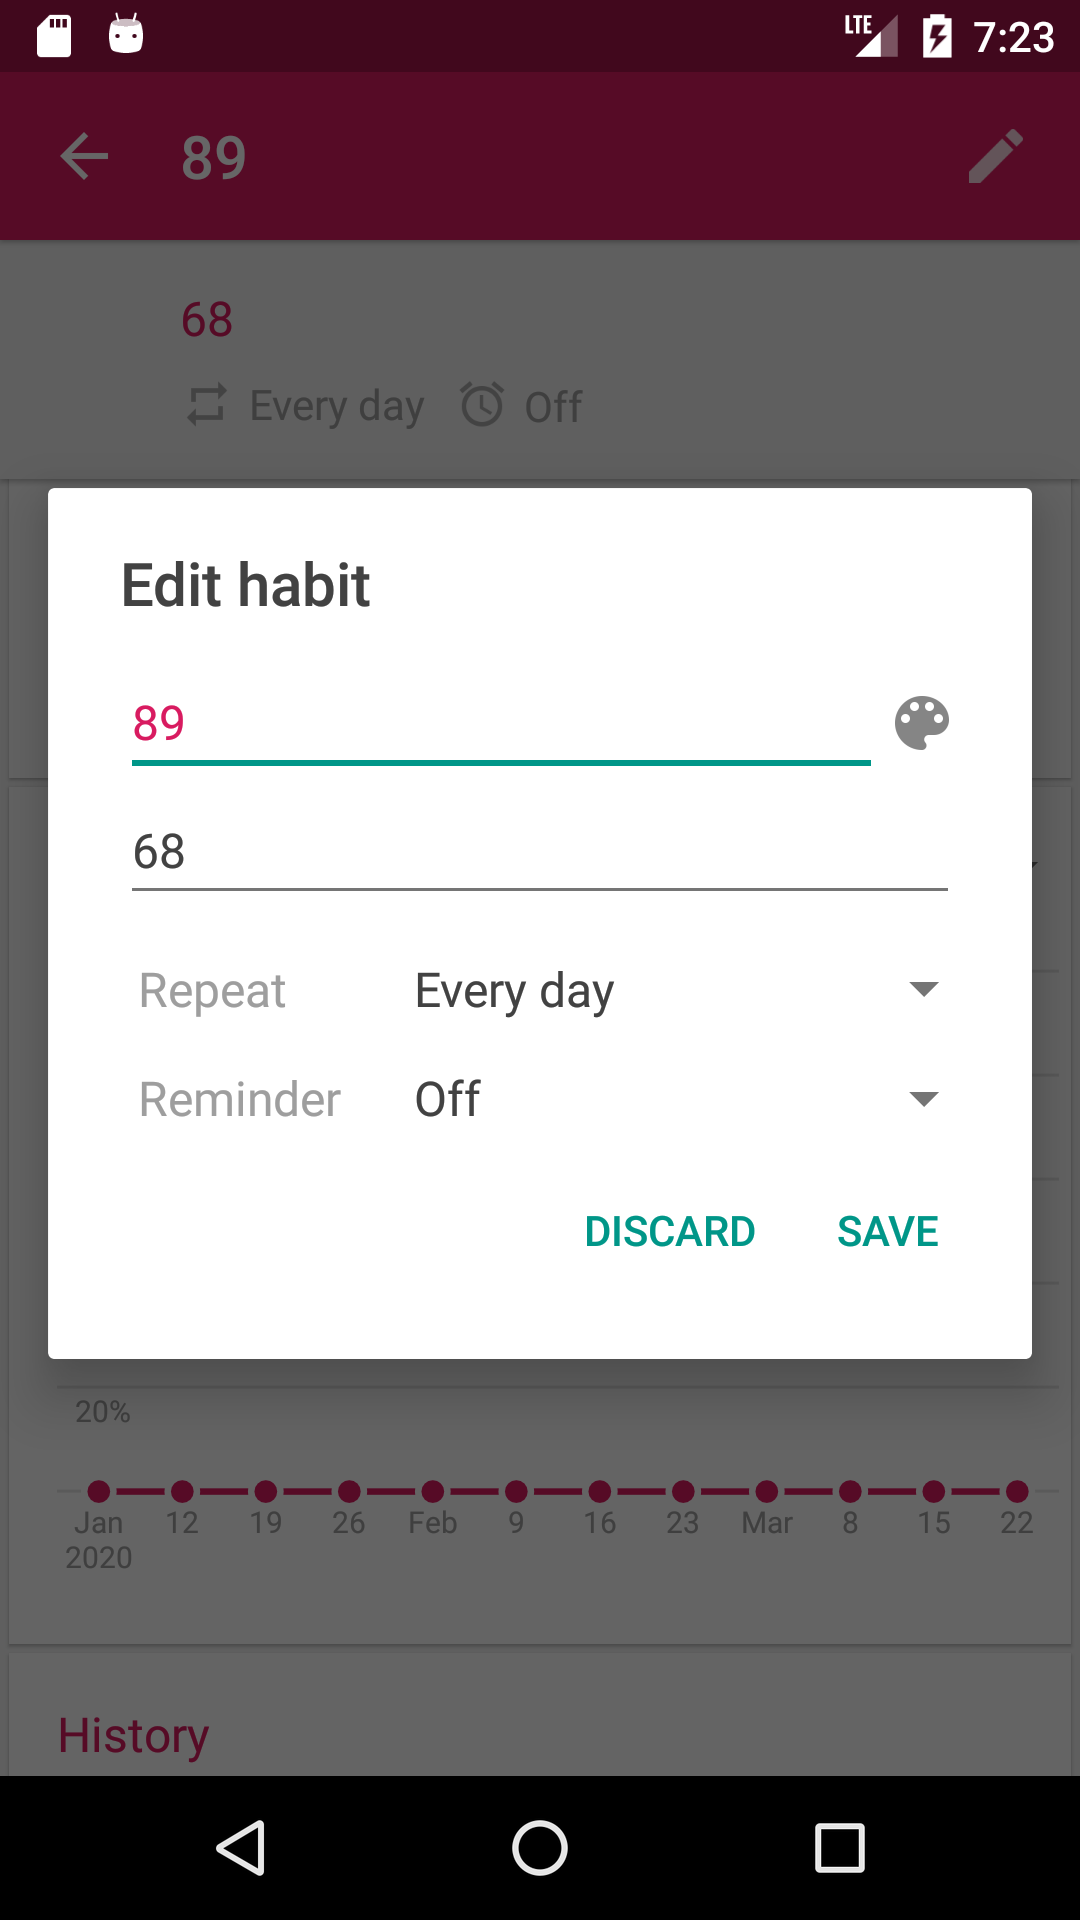 LTE 7:23
89
68
Every day Off
Edit habit
89
68
Repeat Every day
Reminder Off
DISCARD SAVE
20%
Jan 12 19 26 Feb 9 16 23 Mar 8 15 22
2020
History